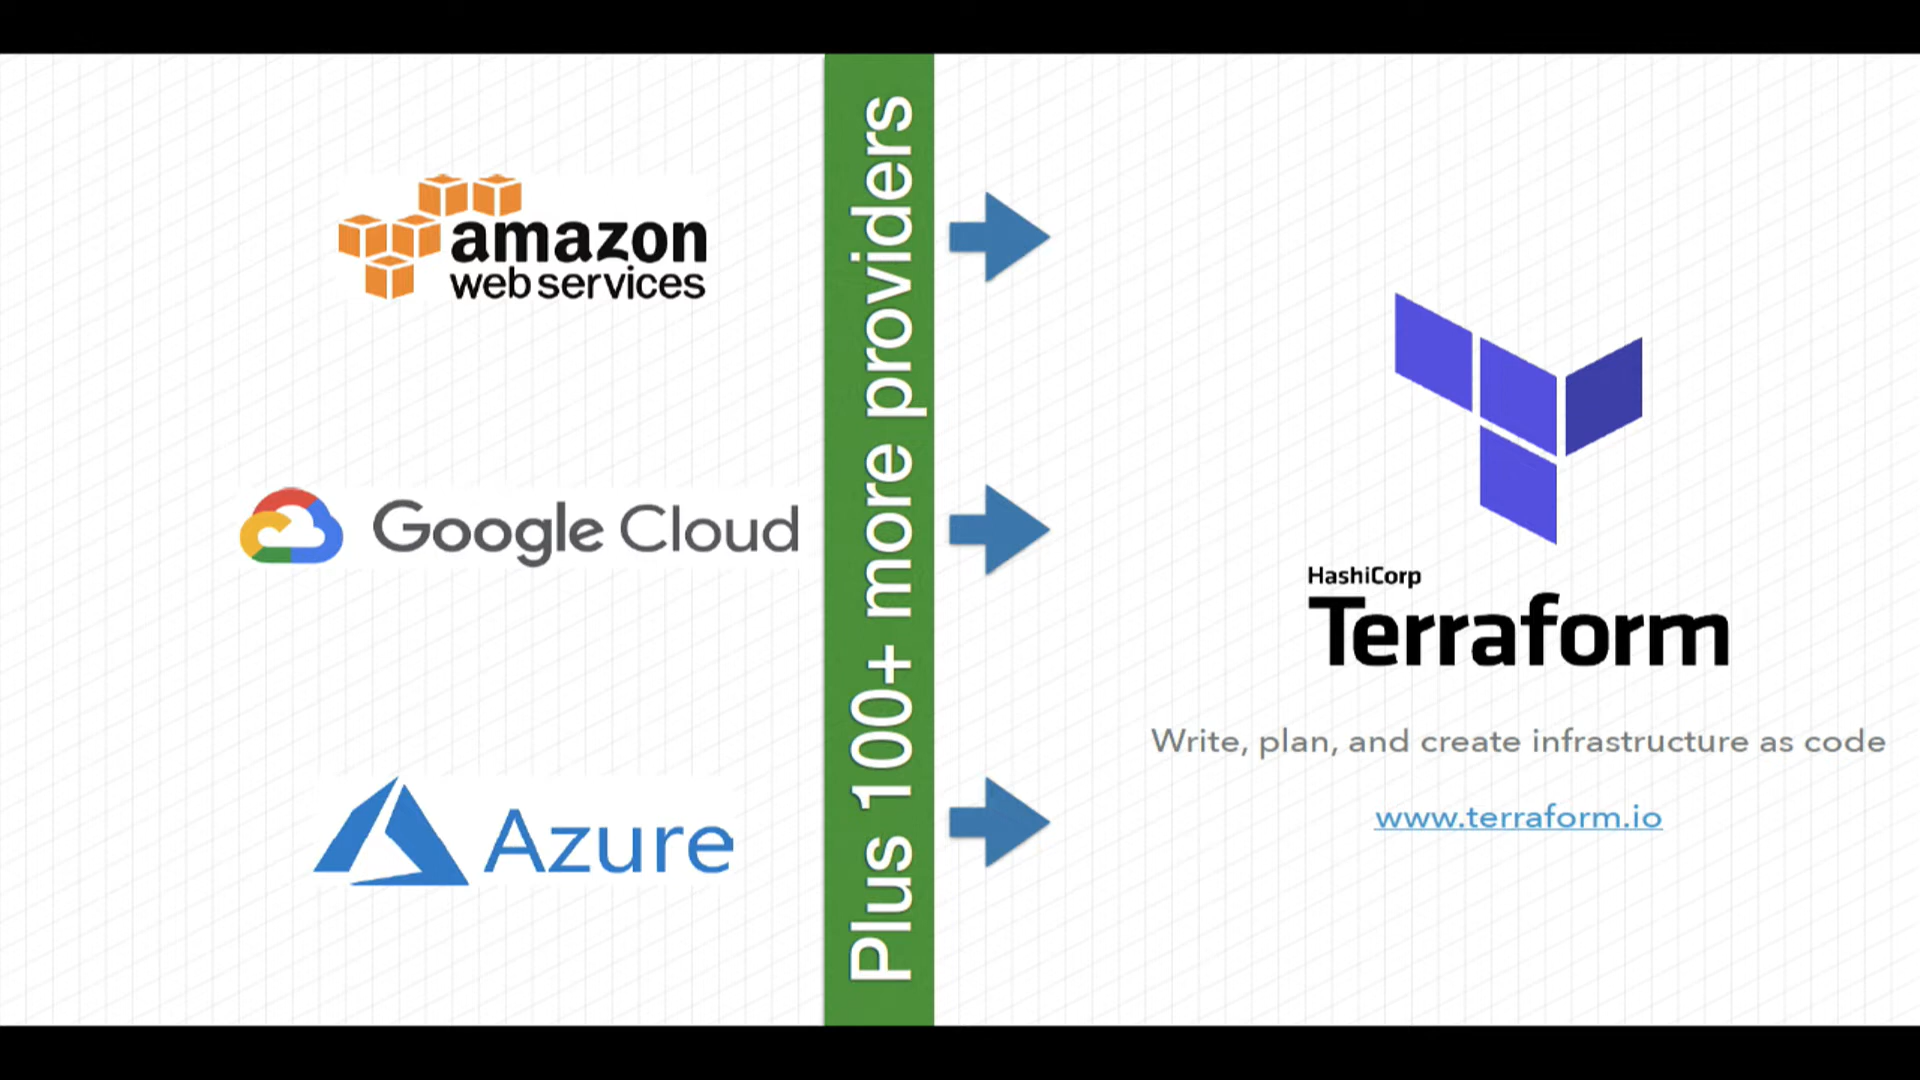 amazon
web services
Google Cloud
Azure
Plus 100+ more providers
HashiCorp
Terraform
Write, plan, and create infrastructure as code
www.terraform.io